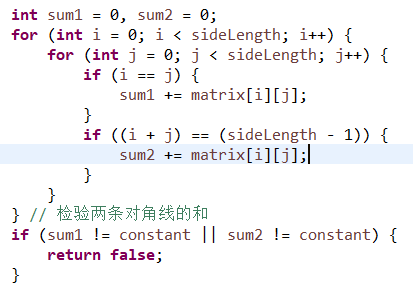 int sum1 = 0, sum2 = 0;
for (int i = 0; i < sideLength; i++) {
    for (int j = 0; j < sideLength; j++) {
        if (i == j) {
            sum1 += matrix[i][j];
        }
        if ((i + j) == (sideLength - 1)) {
            sum2 += matrix[i][j];
        }
    }
} // 检验两条对角线的和
if (sum1 != constant || sum2 != constant) {
    return false;
}